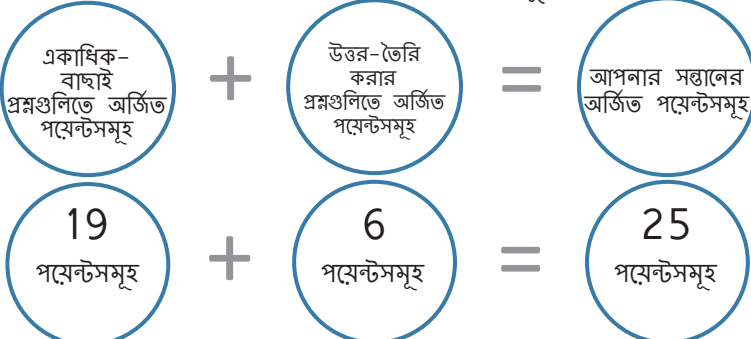 একাধিক-
বাছাই
প্রশ্নগুলিতে অর্জিত
পয়েন্টসমূহ
+
উত্তর-তৈরি
করার
প্রশ্নগুলিতে অর্জিত
পয়েন্টসমূহ
=
আপনার সন্তানের
অর্জিত পয়েন্টসমূহ
19
পয়েন্টসমূহ
+
6
পয়েন্টসমূহ
=
25
পয়েন্টসমূহ